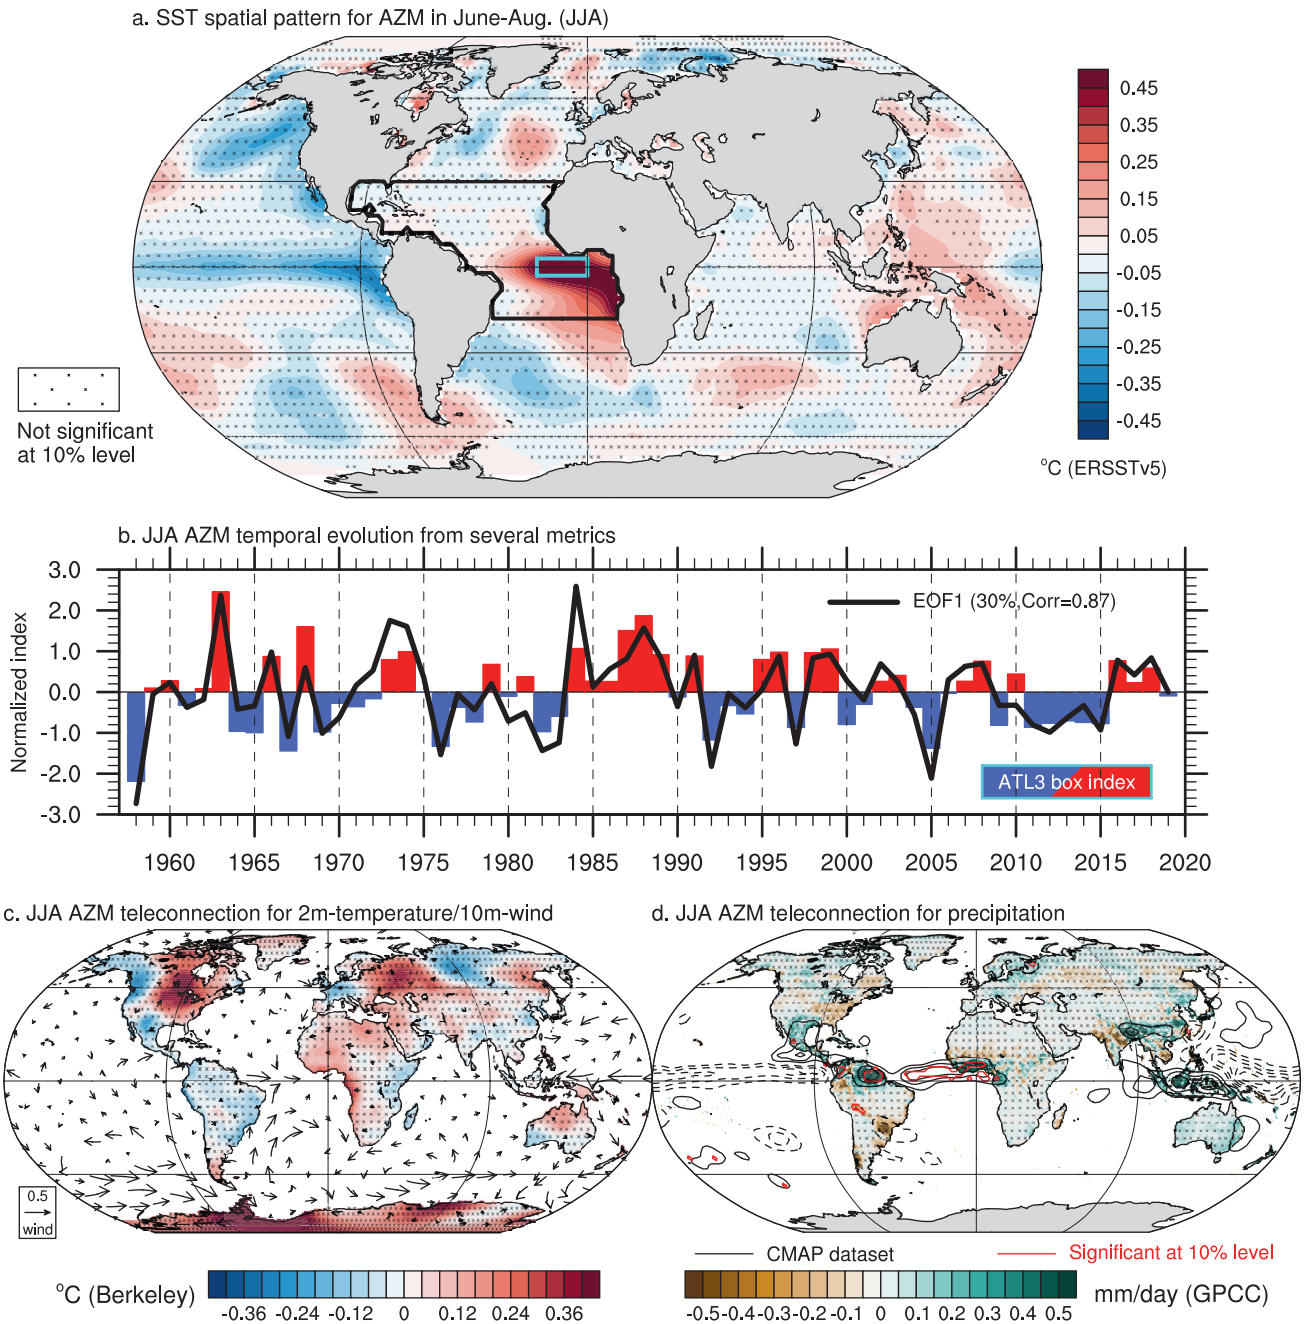 a. SST spatial pattern for AZM in June-Aug. (JJA)
0.45
0.35
0.25
0.15
0.05
-0.05
-0.15
-0.25
-0.35
-0.45
°C (ERSSTv5)
Not significant
at 10% level
b. JJA AZM temporal evolution from several metrics
Normalized index
3.0
2.0
1.0
0.0
-1.0
-2.0
-3.0
EOF1 (30%,Corr=0.87)
ATL3 box index
1960 1965 1970 1975 1980 1985 1990 1995 2000 2005 2010 2015 2020
c. JJA AZM teleconnection for 2m-temperature/10m-wind
0.5
wind
°C (Berkeley)
-0.36 -0.24 -0.12 0 0.12 0.24 0.36
d. JJA AZM teleconnection for precipitation
CMAP dataset
Significant at 10% level
-0.5 -0.4 -0.3 -0.2 -0.1 0 0.1 0.2 0.3 0.4 0.5
mm/day (GPCC)